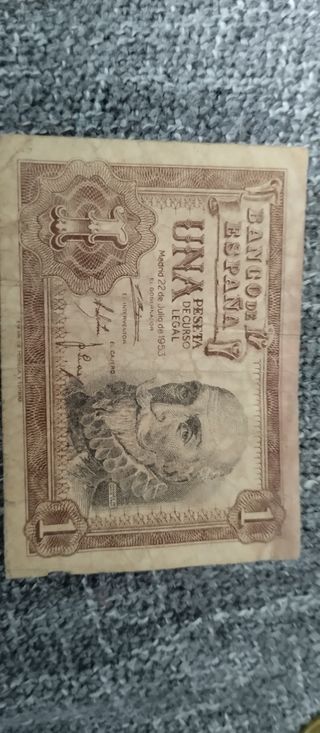 BANCO DE
ESPAÑA
UNA
PESETA
DE CURSO
LEGAL
Madrid 22 de Julio de 1953
EL GOBERNADOR
EL INTERVENTOR
EL CAJERO
1
1
1